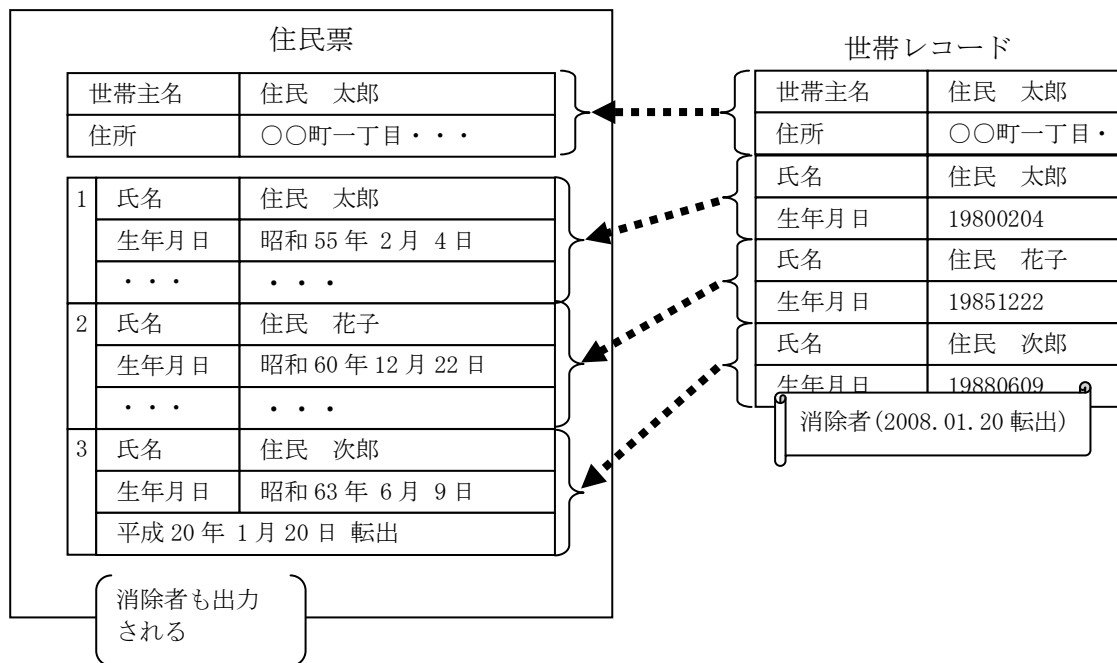 住民票
世帯主名 住民 太郎
住所 ○○町一丁目・・・
1 氏名 住民 太郎
生年月日 昭和 55 年 2 月 4 日
・・・ ・・・
2 氏名 住民 花子
生年月日 昭和 60 年 12 月 22 日
・・・ ・・・
3 氏名 住民 次郎
生年月日 昭和 63 年 6 月 9 日
平成 20 年 1 月 20 日 転出
消除者も出力
される
世帯レコード
世帯主名 住民 太郎
住所 ○○町一丁目・
氏名 住民 太郎
生年月日 19800204
氏名 住民 花子
生年月日 19851222
氏名 住民 次郎
生年月日 19880609
消除者(2008.01.20 転出)